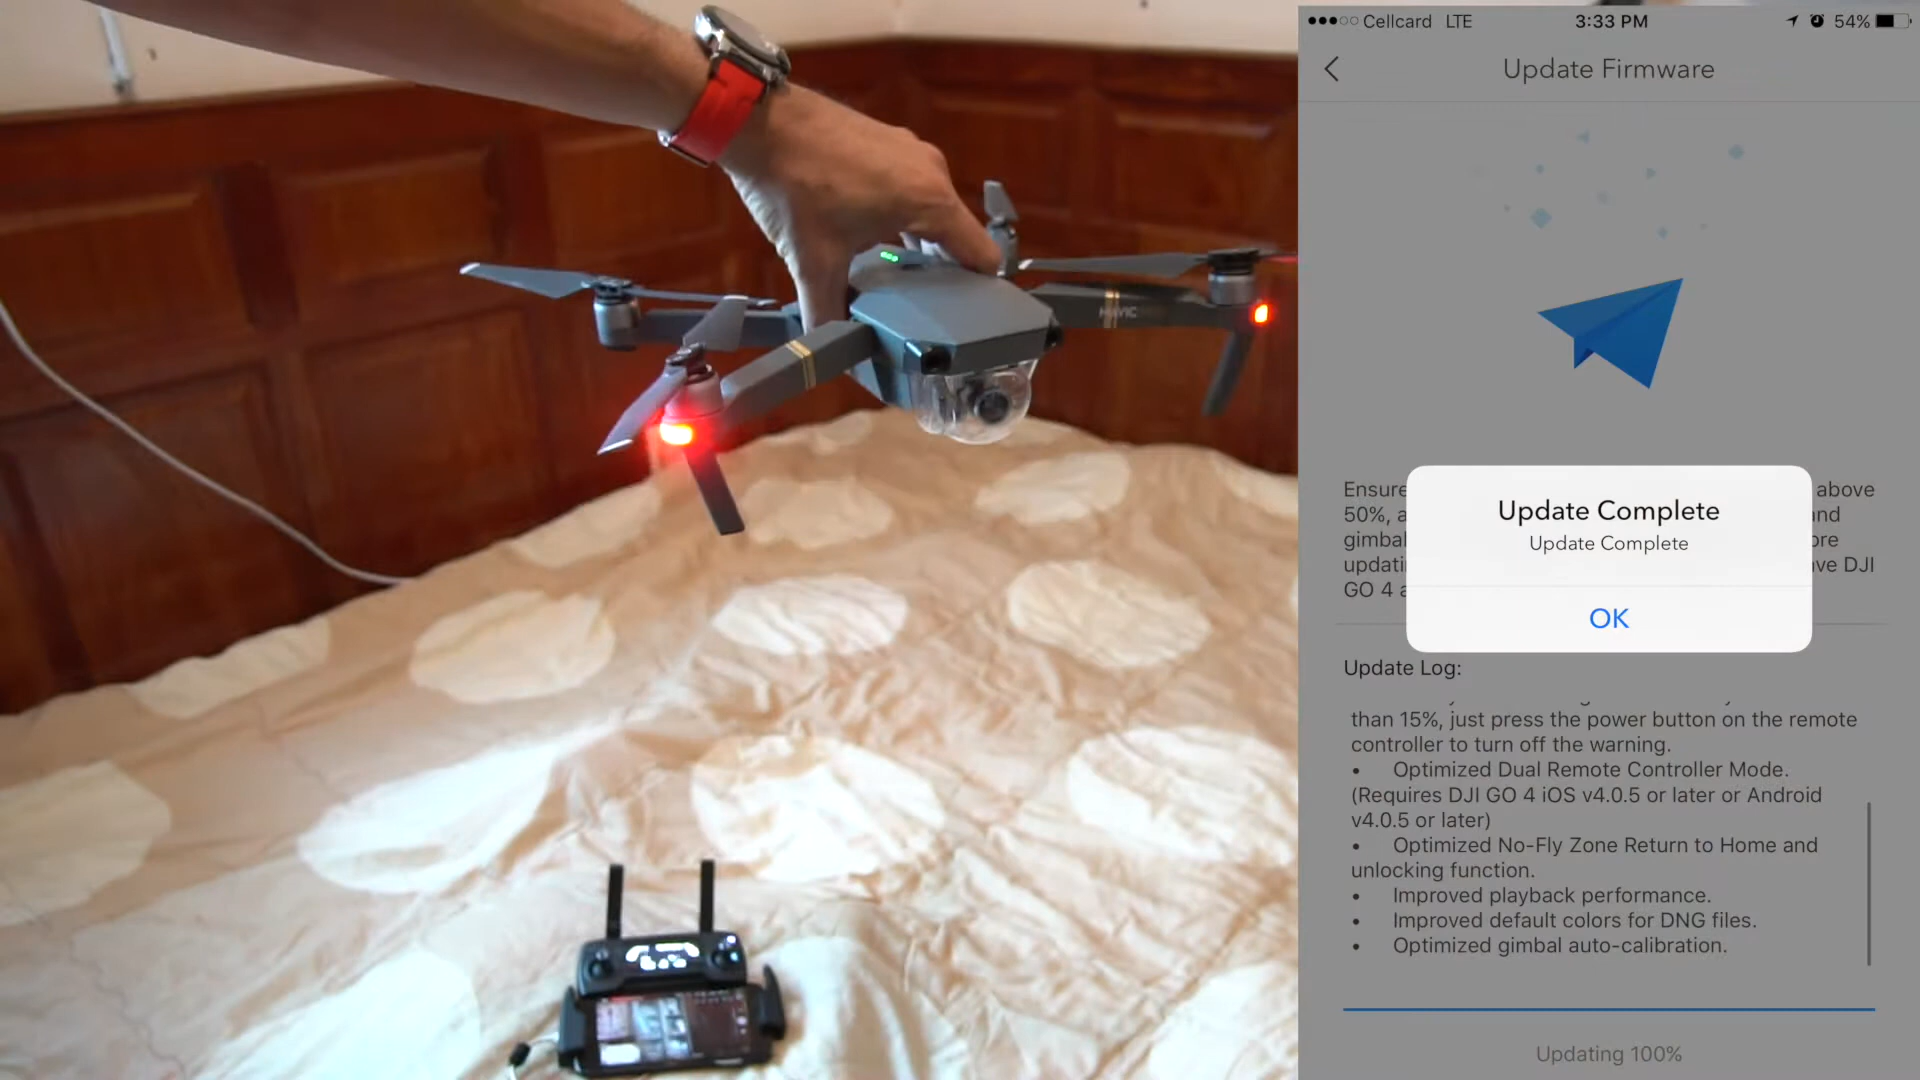 Cellcard LTE 3:33 PM 54%
Update Firmware
MAVIC
Ensure above
50%, a and
gimbal ore
updati ave DJI
GO 4 a
Update Complete
Update Complete
OK
Update Log:
than 15%, just press the power button on the remote
controller to turn off the warning.
• Optimized Dual Remote Controller Mode.
(Requires DJI GO 4 iOS v4.0.5 or later or Android
v4.0.5 or later)
• Optimized No-Fly Zone Return to Home and
unlocking function.
• Improved playback performance.
• Improved default colors for DNG files.
• Optimized gimbal auto-calibration.
Updating 100%